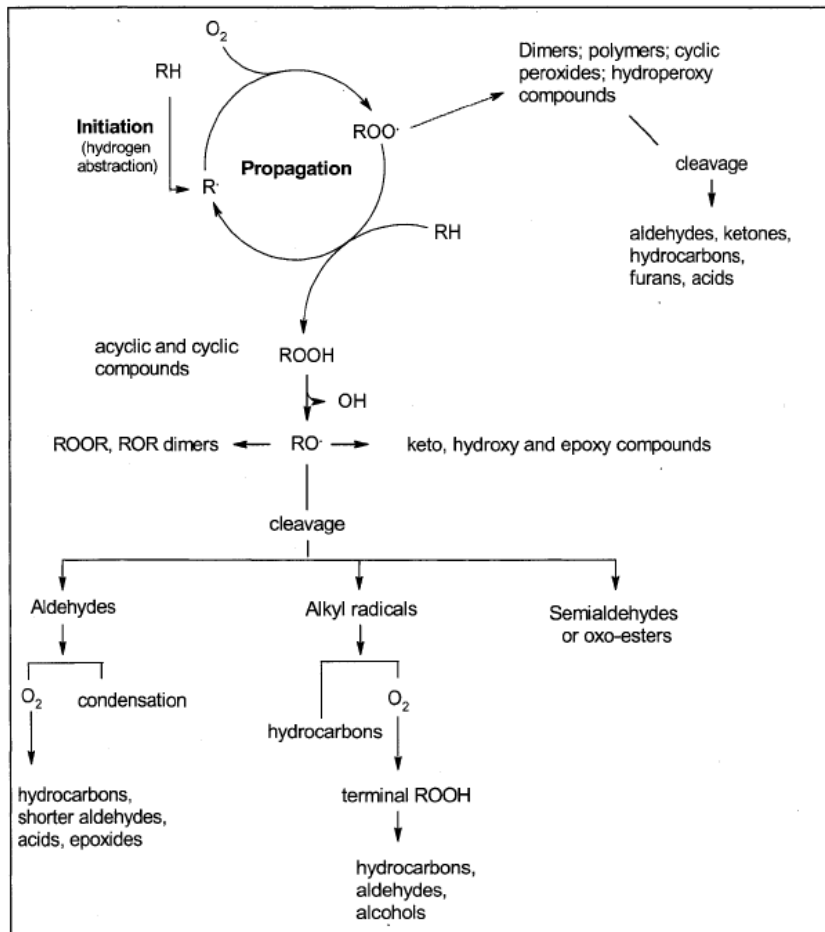 O₂
RH
Dimers; polymers; cyclic
peroxides; hydroperoxy
compounds
Initiation
(hydrogen
abstraction)
ROO·
Propagation
R·
cleavage
RH
aldehydes, ketones,
hydrocarbons,
furans, acids
acyclic and cyclic
compounds
ROOH
OH
ROOR, ROR dimers
RO·
keto, hydroxy and epoxy compounds
cleavage
Aldehydes
Alkyl radicals
Semialdehydes
or oxo-esters
O₂
condensation
O₂
hydrocarbons
hydrocarbons,
shorter aldehydes,
acids, epoxides
terminal ROOH
hydrocarbons,
aldehydes,
alcohols